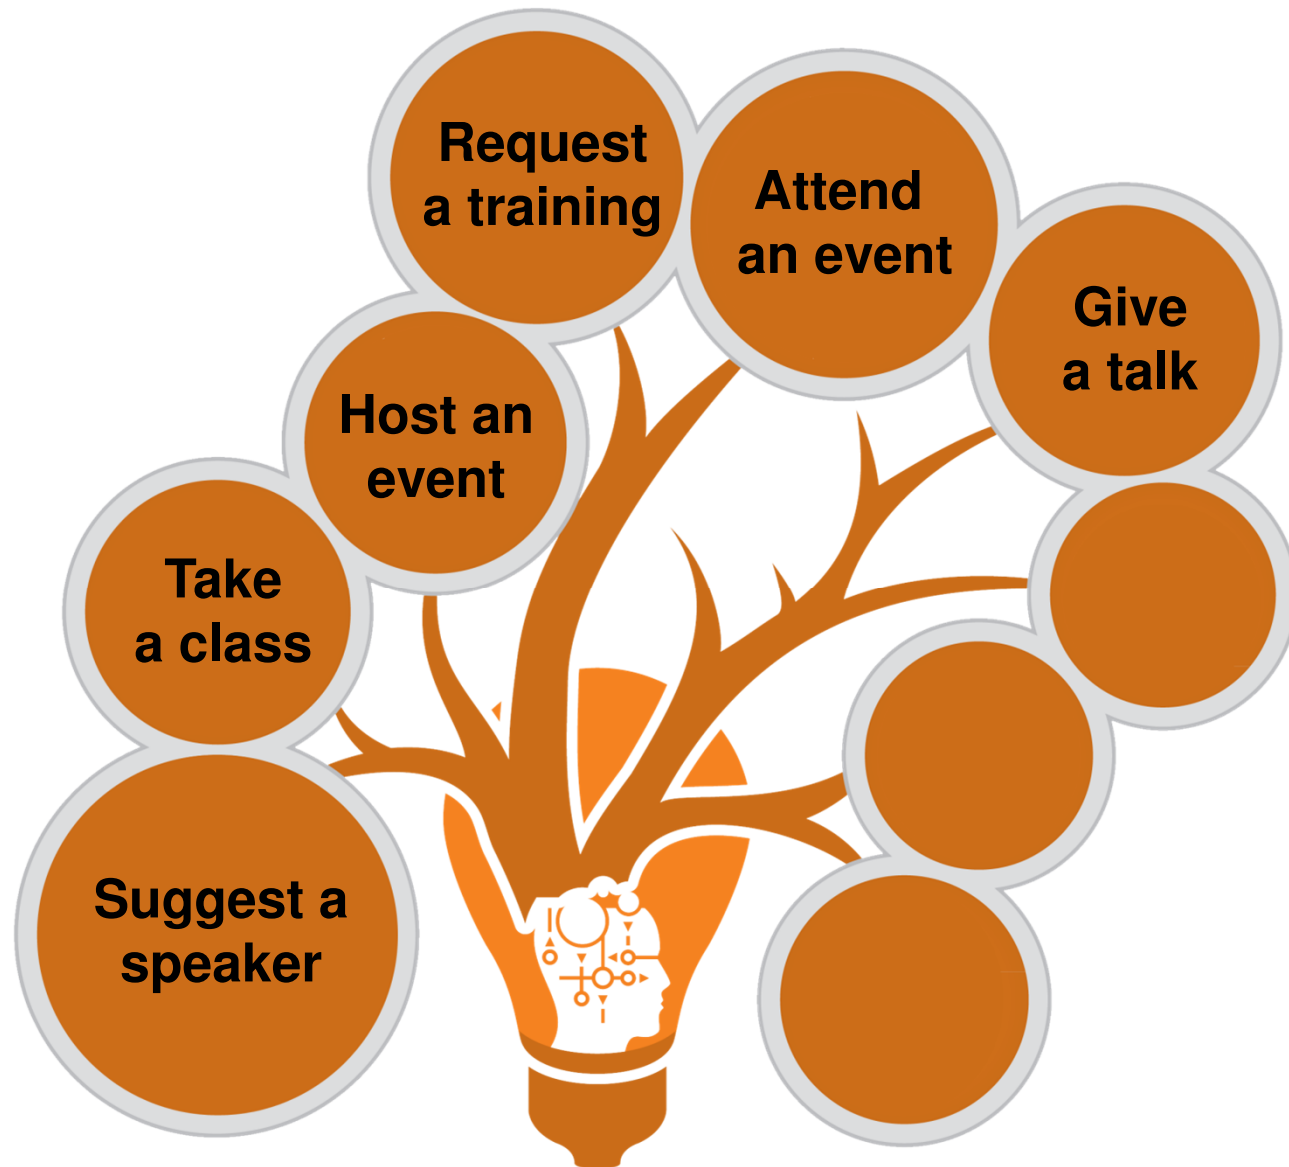 Request
a training
Attend
an event
Give
a talk
Host an
event
Take
a class
Suggest a
speaker